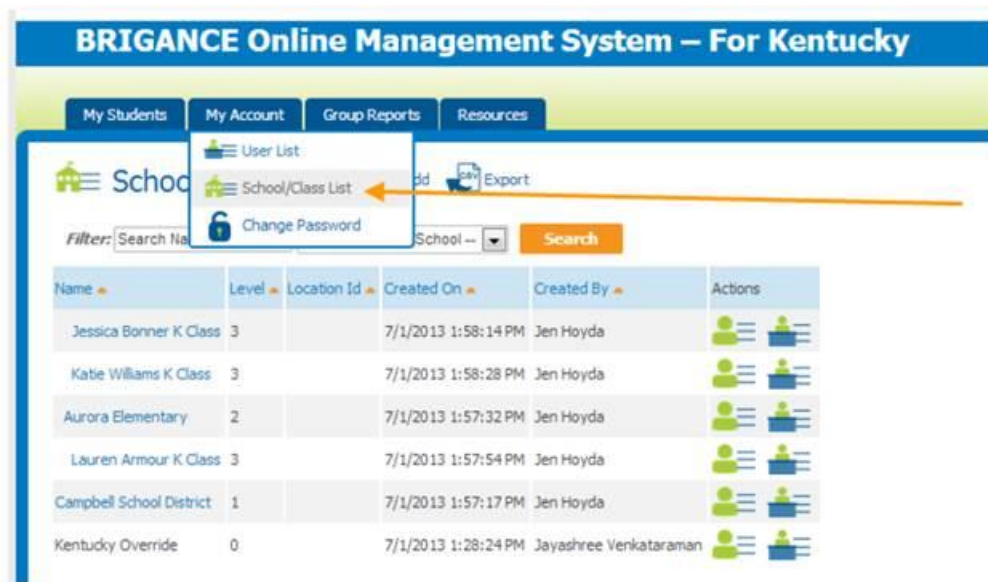 BRIGANCE Online Management System – For Kentucky
My Students My Account Group Reports Resources
User List
School/Class List
Change Password
Schoo dd CSV Export
Filter: Search Na School -- Search
Name Level Location Id Created On Created By Actions
Jessica Bonner K Class 3 7/1/2013 1:58:14 PM Jen Hoyda
Katie Williams K Class 3 7/1/2013 1:58:28 PM Jen Hoyda
Aurora Elementary 2 7/1/2013 1:57:32 PM Jen Hoyda
Lauren Armour K Class 3 7/1/2013 1:57:54 PM Jen Hoyda
Campbell School District 1 7/1/2013 1:57:17 PM Jen Hoyda
Kentucky Override 0 7/1/2013 1:28:24 PM Jayashree Venkataraman